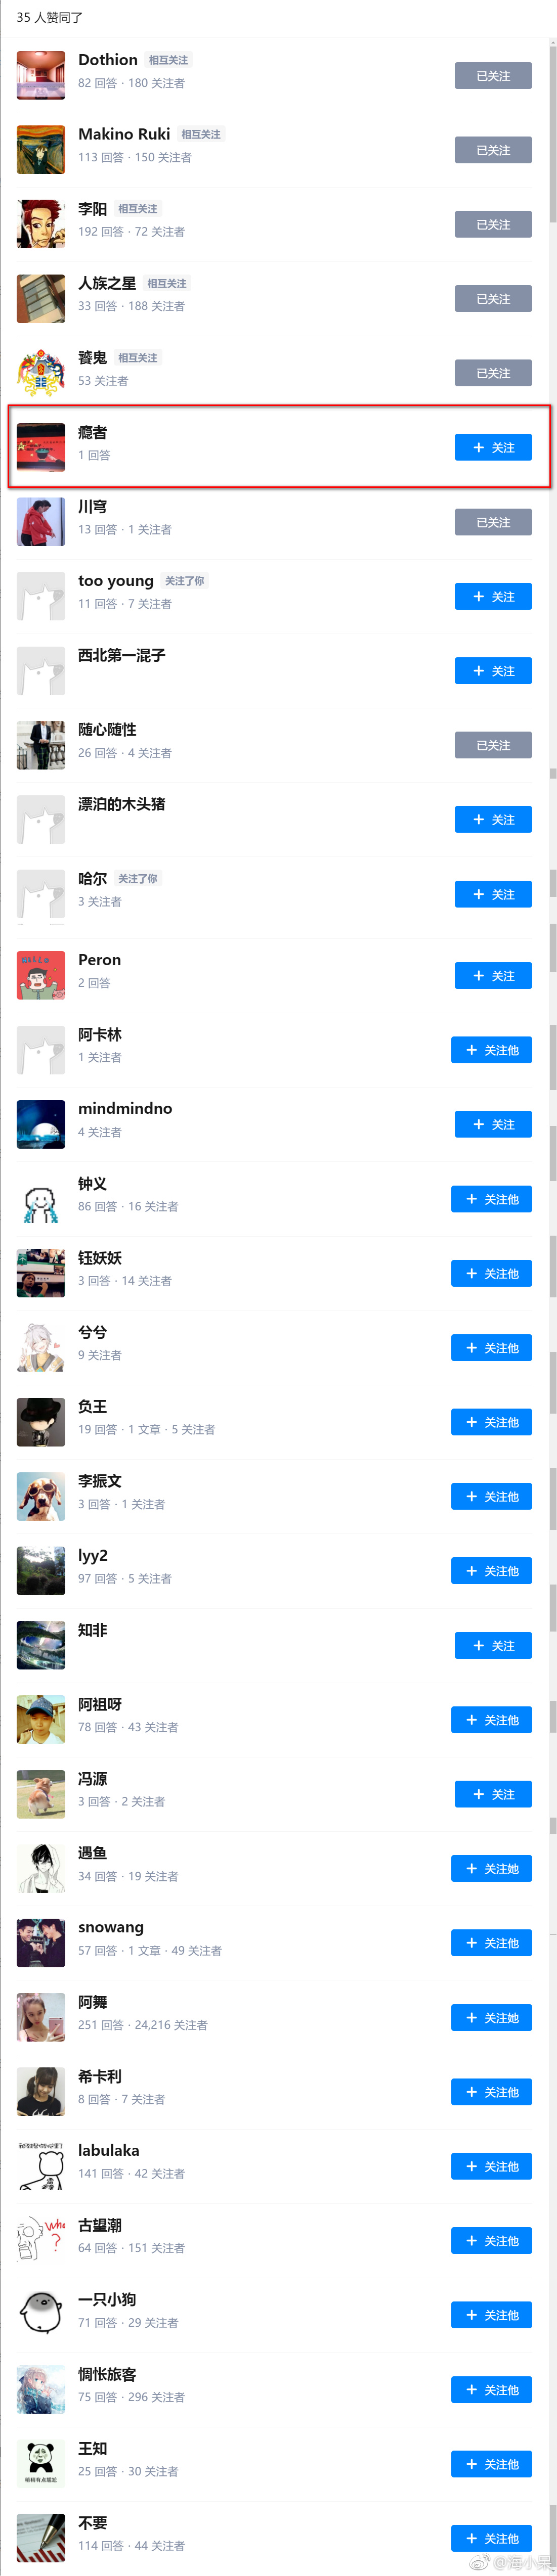 35 人赞同了
Dothion 相互关注
82 回答 · 180 关注者
已关注
Makino Ruki 相互关注
113 回答 · 150 关注者
已关注
李阳 相互关注
192 回答 · 72 关注者
已关注
人族之星 相互关注
33 回答 · 188 关注者
已关注
饕鬼 相互关注
53 关注者
已关注
瘾者
1 回答
+ 关注
川穹
13 回答 · 1 关注者
已关注
too young 关注了你
11 回答 · 7 关注者
+ 关注
西北第一混子
+ 关注
随心随性
26 回答 · 4 关注者
已关注
漂泊的木头猪
+ 关注
哈尔 关注了你
3 关注者
+ 关注
Peron
2 回答
+ 关注
阿卡林
1 关注者
+ 关注他
mindmindno
4 关注者
+ 关注
钟义
86 回答 · 16 关注者
+ 关注他
钰妖妖
3 回答 · 14 关注者
+ 关注他
兮兮
9 关注者
+ 关注他
负王
19 回答 · 1 文章 · 5 关注者
+ 关注他
李振文
3 回答 · 1 关注者
+ 关注他
lyy2
97 回答 · 5 关注者
+ 关注他
知非
+ 关注
阿祖呀
78 回答 · 43 关注者
+ 关注他
冯源
3 回答 · 2 关注者
+ 关注
遇鱼
34 回答 · 19 关注者
+ 关注她
snowang
57 回答 · 1 文章 · 49 关注者
+ 关注他
阿舞
251 回答 · 24,216 关注者
+ 关注她
希卡利
8 回答 · 7 关注者
+ 关注他
labulaka
141 回答 · 42 关注者
+ 关注他
Who
?
古望潮
64 回答 · 151 关注者
+ 关注他
一只小狗
71 回答 · 29 关注者
+ 关注他
惆怅旅客
75 回答 · 296 关注者
+ 关注他
王知
25 回答 · 30 关注者
+ 关注他
稍稍有点尴尬
不要
114 回答 · 44 关注者
+ 关注他
@海小呆